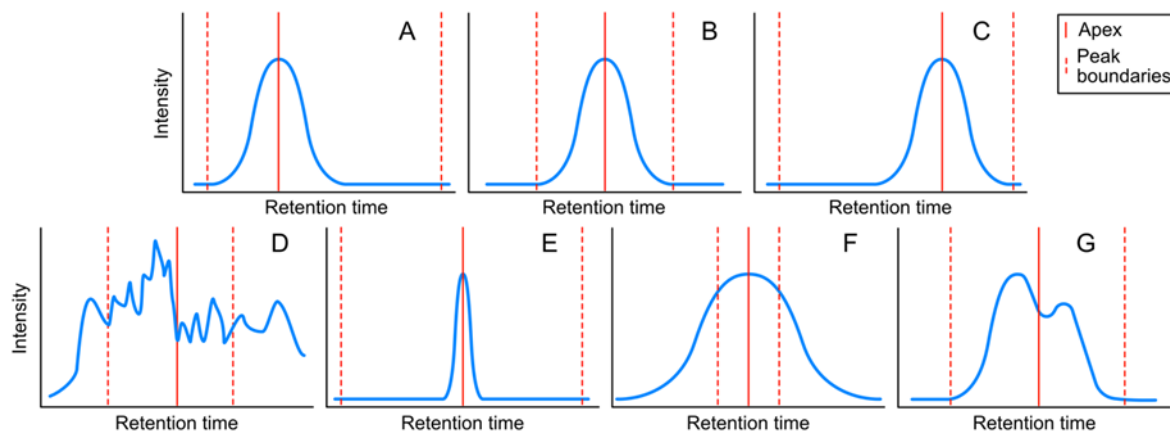 A
B
C
Apex
Peak
boundaries
Intensity
Retention time
Retention time
Retention time
D
E
F
G
Intensity
Retention time
Retention time
Retention time
Retention time